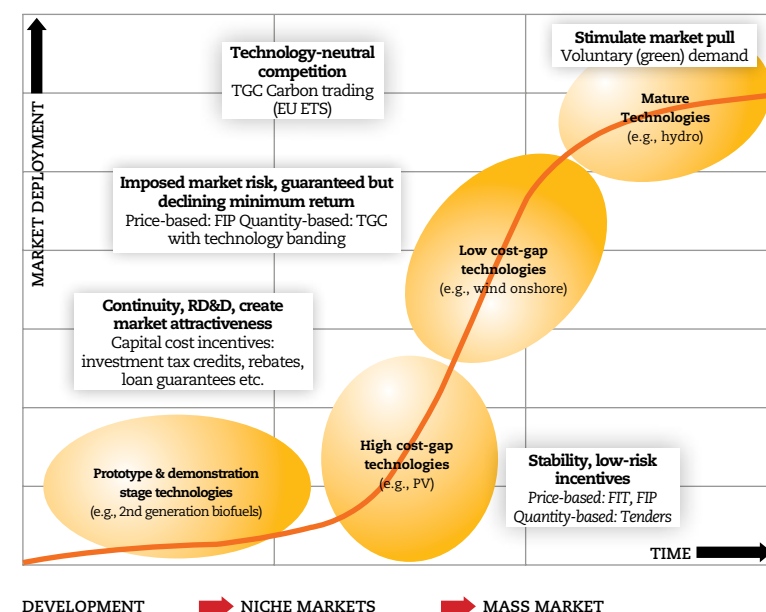 Stimulate market pull
Voluntary (green) demand
Technology-neutral
competition
TGC Carbon trading
(EU ETS)
Mature
Technologies
(e.g., hydro)
MARKET DEPLOYMENT
Imposed market risk, guaranteed but
declining minimum return
Price-based: FIP Quantity-based: TGC
with technology banding
Low cost-gap
technologies
(e.g., wind onshore)
Continuity, RD&D, create
market attractiveness
Capital cost incentives:
investment tax credits, rebates,
loan guarantees etc.
High cost-gap
technologies
(e.g., PV)
Prototype & demonstration
stage technologies
(e.g., 2nd generation biofuels)
Stability, low-risk
incentives
Price-based: FIT, FIP
Quantity-based: Tenders
TIME
DEVELOPMENT NICHE MARKETS MASS MARKET